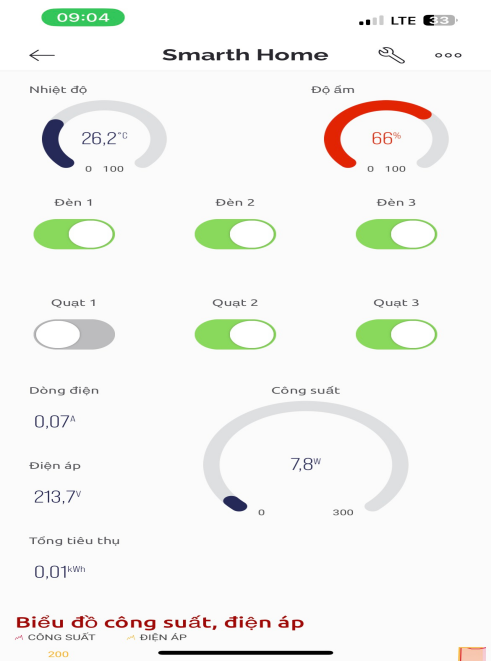 09:04 LTE 33
Smarth Home
Nhiệt độ Độ ẩm
26,2°C 66%
0 100 0 100
Đèn 1 Đèn 2 Đèn 3
Quạt 1 Quạt 2 Quạt 3
Dòng điện Công suất
0,07A
7,8W
Điện áp
213,7V
0 300
Tổng tiêu thụ
0,01kWh
Biểu đồ công suất, điện áp
CÔNG SUẤT ĐIỆN ÁP
200